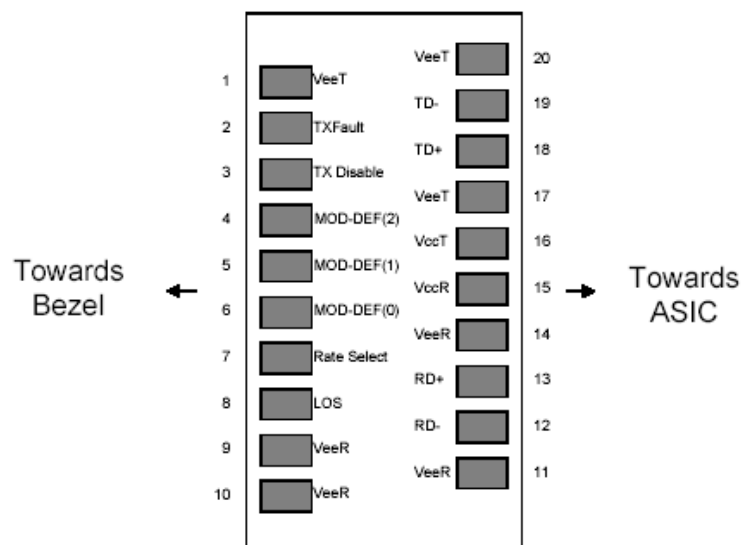 VeeT 20
1 VeeT
TD- 19
2 TXFault
TD+ 18
3 TX Disable
VeeT 17
4 MOD-DEF(2)
VccT 16
5 MOD-DEF(1)
Towards
Bezel
VccR 15
Towards
ASIC
6 MOD-DEF(0)
VeeR 14
7 Rate Select
RD+ 13
8 LOS
RD- 12
9 VeeR
VeeR 11
10 VeeR